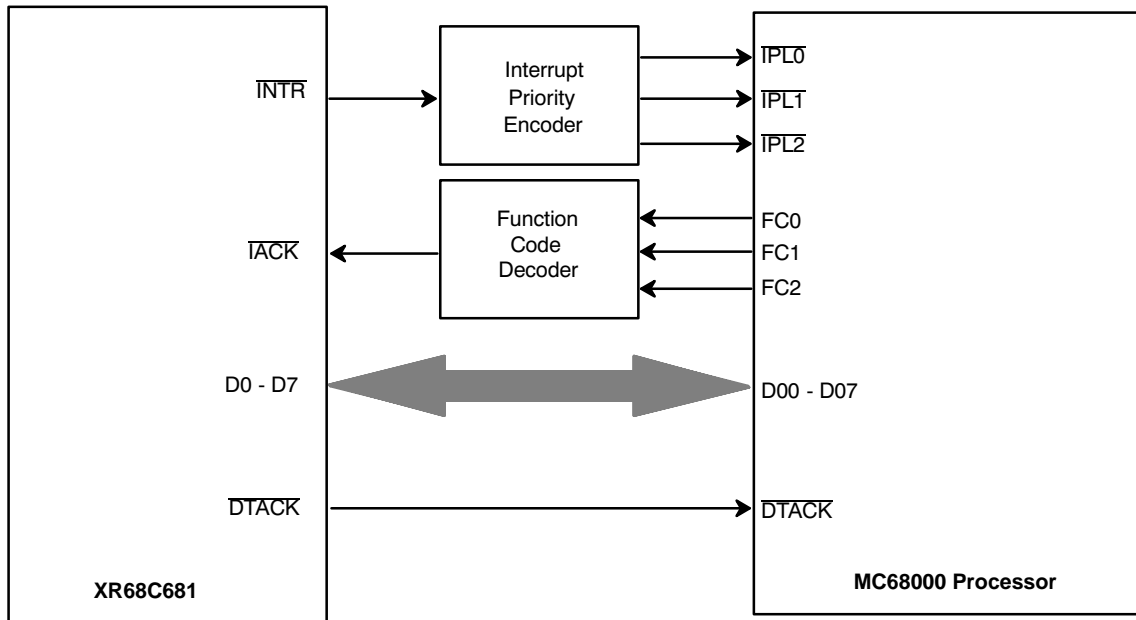 INTR
IACK
D0 - D7
DTACK
XR68C681
Interrupt
Priority
Encoder
Function
Code
Decoder
IPL0
IPL1
IPL2
FC0
FC1
FC2
D00 - D07
DTACK
MC68000 Processor